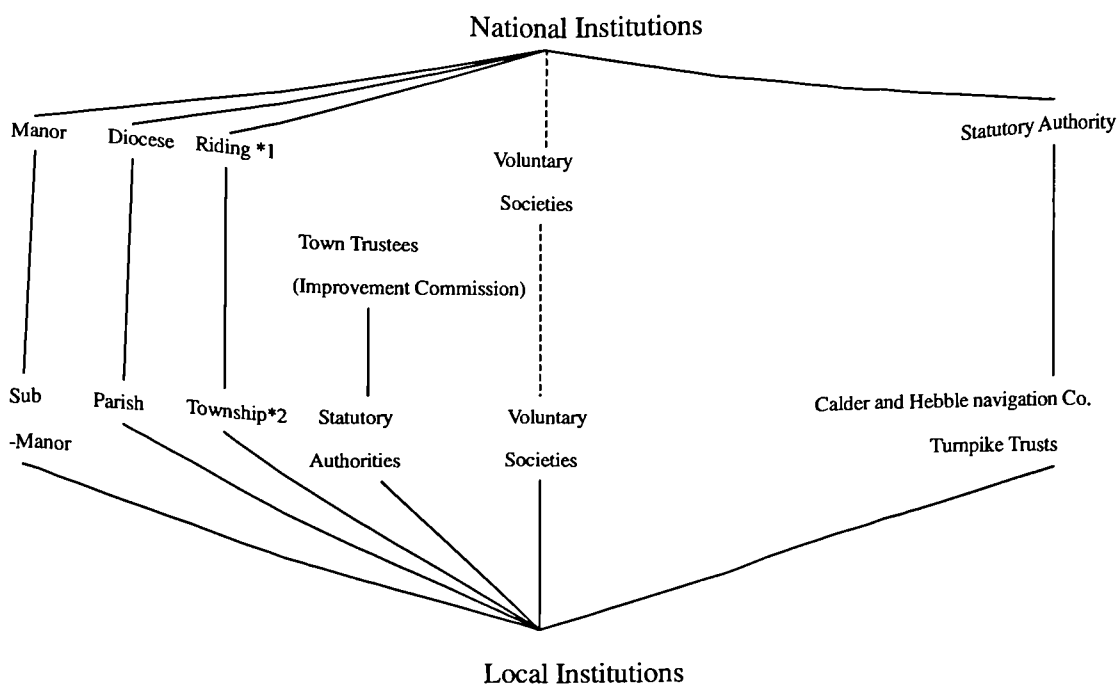 National Institutions
Manor
Diocese
Riding *1
Statutory Authority
Voluntary
Societies
Town Trustees
(Improvement Commission)
Sub
-Manor
Parish
Township*2
Statutory
Authorities
Voluntary
Societies
Calder and Hebble navigation Co.
Turnpike Trusts
Local Institutions